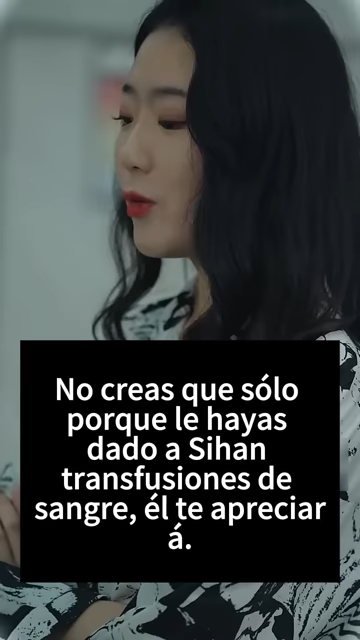 No creas que sólo
porque le hayas
dado a Sihan
transfusiones de
sangre, él te apreciar
á.